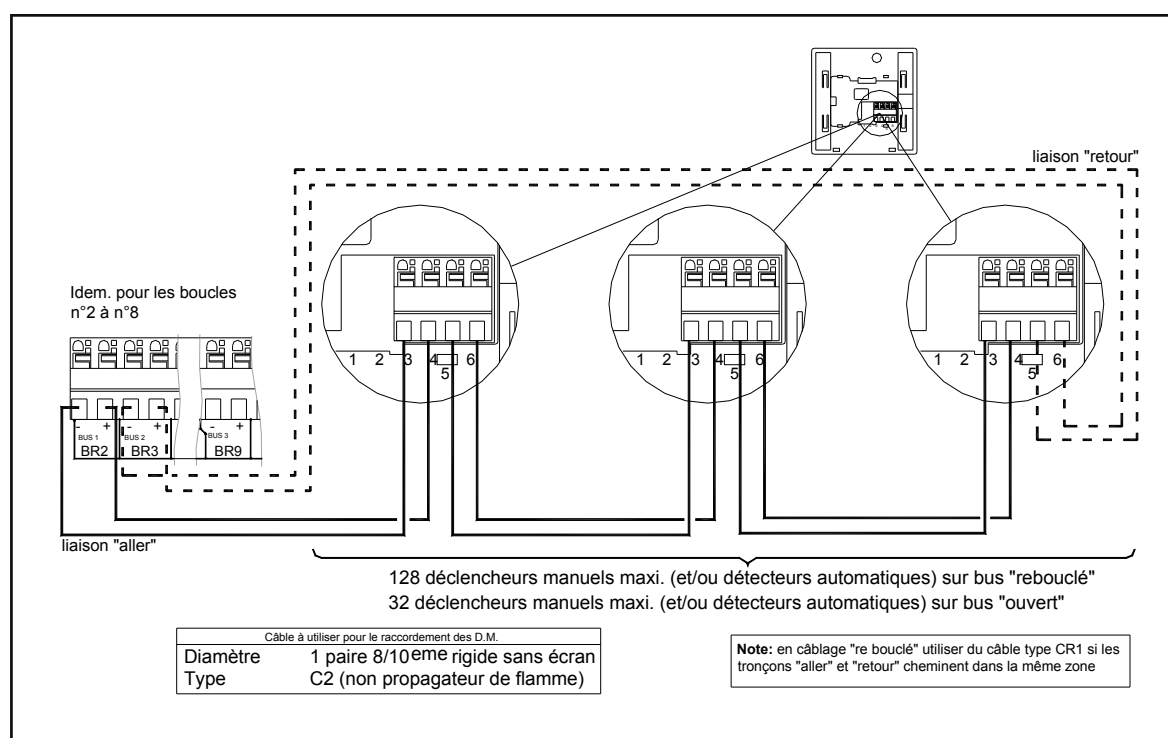 liaison "retour"
Idem. pour les boucles
n°2 à n°8
1 2 3 4 5 6
1 2 3 4 5 6
1 2 3 4 5 6
- + - + - +
BUS 1 BUS 2 BUS 3
BR2 BR3 BR9
liaison "aller"
128 déclencheurs manuels maxi. (et/ou détecteurs automatiques) sur bus "rebouclé"
32 déclencheurs manuels maxi. (et/ou détecteurs automatiques) sur bus "ouvert"
Câble à utiliser pour le raccordement des D.M.
Diamètre 1 paire 8/10eme rigide sans écran
Type C2 (non propagateur de flamme)
Note: en câblage "re bouclé" utiliser du câble type CR1 si les
tronçons "aller" et "retour" cheminent dans la même zone